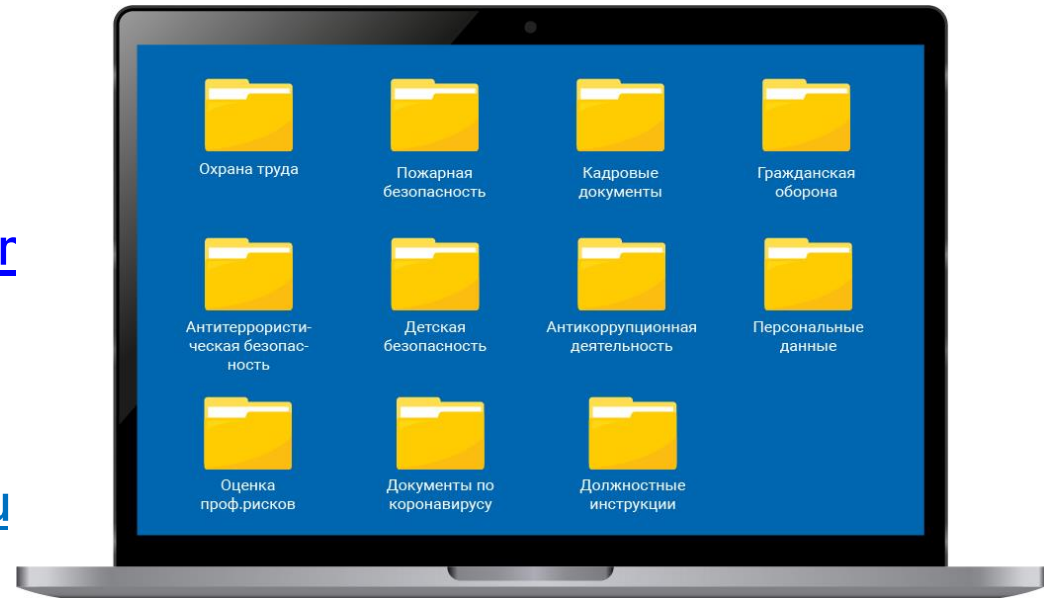 Охрана труда
Пожарная
безопасность
Кадровые
документы
Гражданская
оборона
Антитеррористи-
ческая безопас-
ность
Детская
безопасность
Антикоррупционная
деятельность
Персональные
данные
Оценка
проф.рисков
Документы по
коронавирусу
Должностные
инструкции